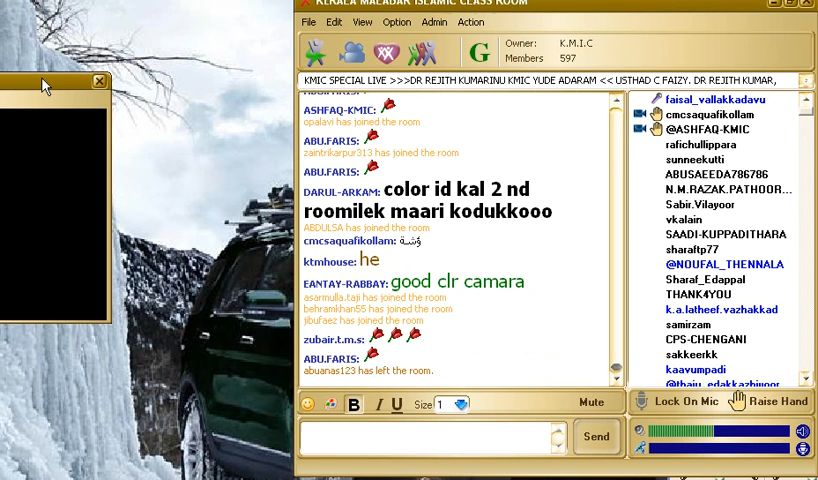 KERALA MALABAR ISLAMIC CLASS ROOM
File Edit View Option Admin Action
G Owner: K.M.I.C
Members 597
KMIC SPECIAL LIVE >>>DR REJITH KUMARINU KMIC YUDE ADARAM << USTHAD C FAIZY. DR REJITH KUMAR,
ABU.FARIS:
ASHFAQ-KMIC:
opalavi has joined the room
ABU.FARIS:
zaintrikarpur313 has joined the room
ABU.FARIS:
DARUL-ARKAM: color id kal 2 nd
roomilek maari kodukkooo
ABDULSA has joined the room
cmcsaquafikollam:
ktmhouse: he
EANTAY-RABBAY: good clr camara
asarmulla.taji has joined the room
behramkhan55 has joined the room
jibufaez has joined the room
zubair.t.m.s:
ABU.FARIS:
abuanas123 has left the room.
faisal_vallakkadavu
cmcsaquafikollam
@ASHFAQ-KMIC
rafichullippara
sunneekutti
ABUSAEEDA786786
N.M.RAZAK.PATHOOR...
Sabir.Vilayoor
vkalain
SAADI-KUPPADITHARA
sharaftp77
@NOUFAL_THENNALA
Sharaf_Edappal
THANK4YOU
k.a.latheef.vazhakkad
samirzam
CPS-CHENGANI
sakkeerkk
kaavumpadi
@thaju_edakkazhiyoor
B I U Size 1 Mute
Lock On Mic Raise Hand
Send